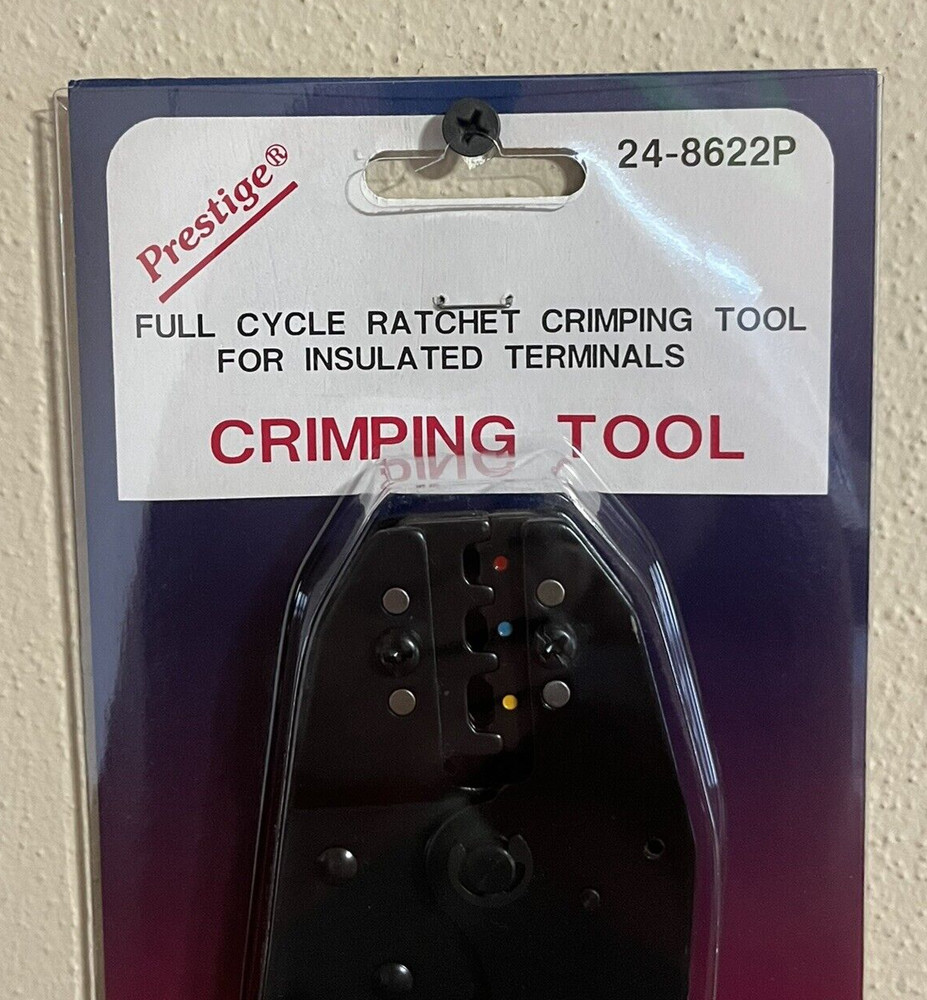 Prestige®
24-8622P
FULL CYCLE RATCHET CRIMPING TOOL
FOR INSULATED TERMINALS
CRIMPING TOOL